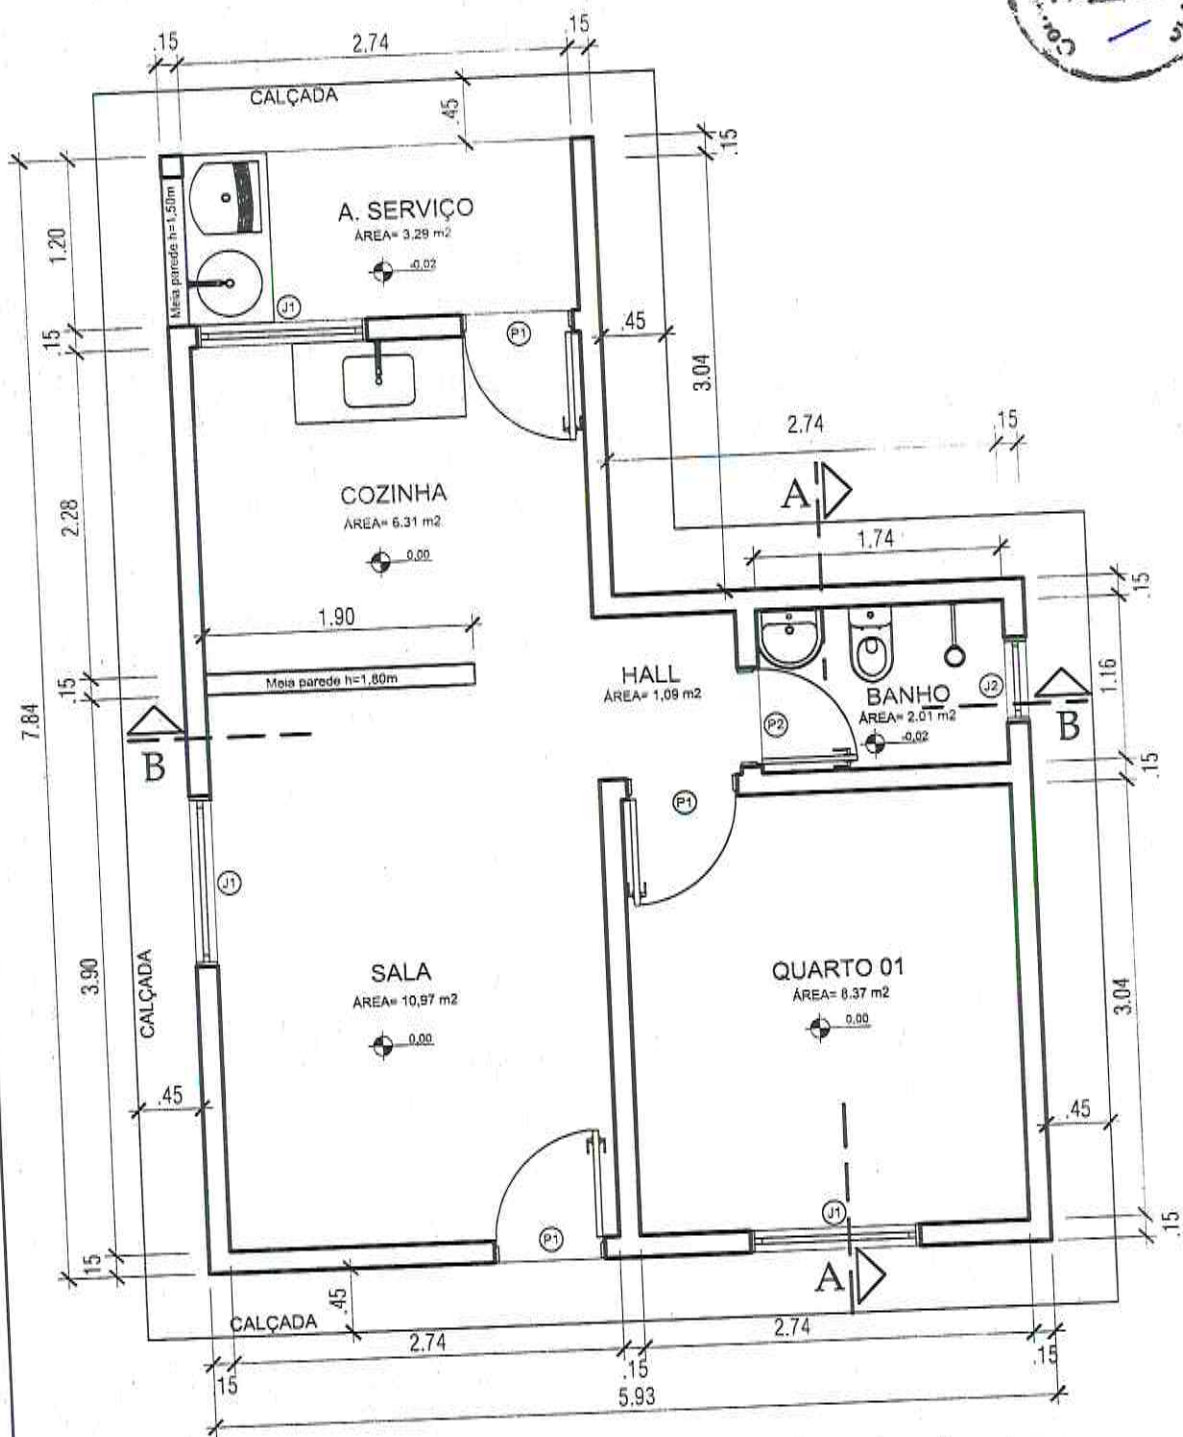 .15
2.74
.15
CALÇADA
.45
.15
A. SERVIÇO
ÁREA= 3,29 m2
-0,02
Meia parede h=1,50m
1.20
J1
P1
.45
.15
3.04
2.74
.15
A
COZINHA
ÁREA= 6.31 m2
0,00
2.28
1.74
.15
1.90
Meia parede h=1,80m
HALL
ÁREA= 1,09 m2
BANHO
ÁREA= 2.01 m2
-0,02
J2
P2
1.16
.15
7.84
B
B
.15
P1
J1
3.90
CALÇADA
SALA
ÁREA= 10,97 m2
0,00
QUARTO 01
ÁREA= 8.37 m2
0,00
3.04
.45
.45
J1
P1
.15
15
A
.45
CALÇADA
2.74
2.74
15
.15
.15
5.93